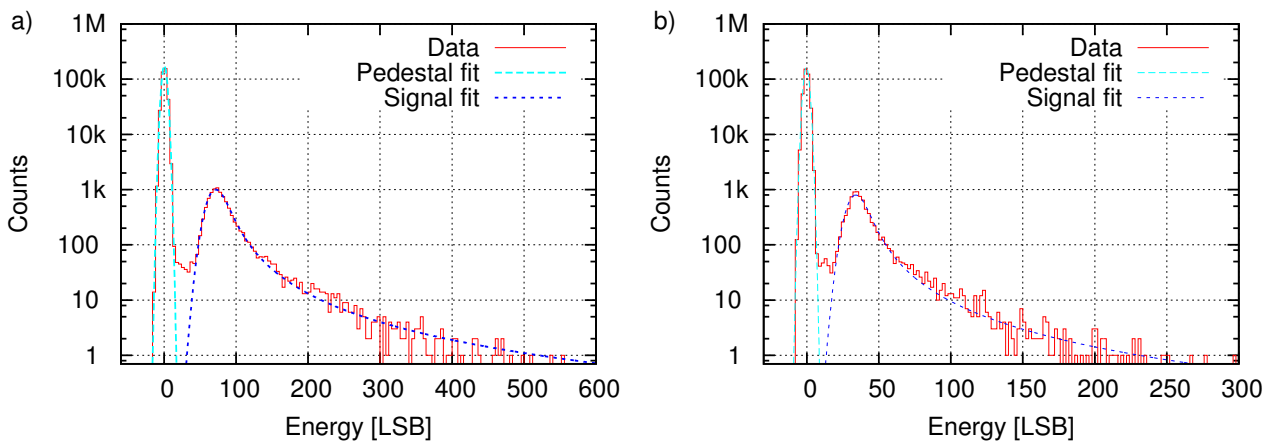 a)
1M
100k
10k
1k
100
10
1
Counts
Data
Pedestal fit
Signal fit
0 100 200 300 400 500 600
Energy [LSB]
b)
1M
100k
10k
1k
100
10
1
Counts
Data
Pedestal fit
Signal fit
0 50 100 150 200 250 300
Energy [LSB]